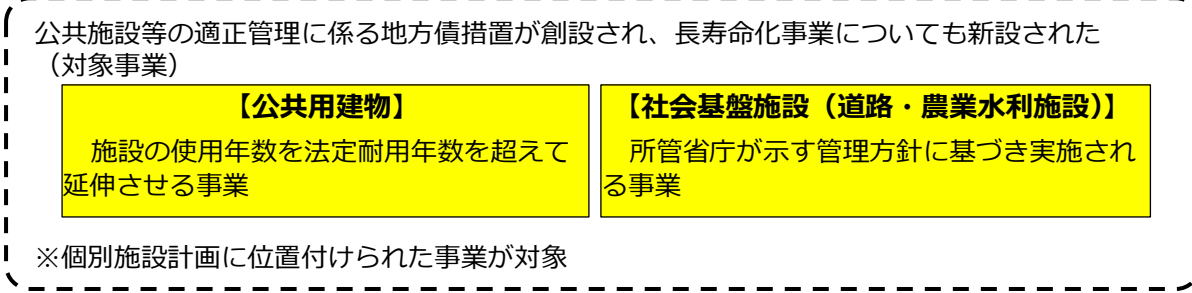 公共施設等の適正管理に係る地方債措置が創設され、長寿命化事業についても新設された
（対象事業）
【公共用建物】
施設の使用年数を法定耐用年数を超えて
延伸させる事業
【社会基盤施設（道路・農業水利施設）】
所管省庁が示す管理方針に基づき実施され
る事業
※個別施設計画に位置付けられた事業が対象